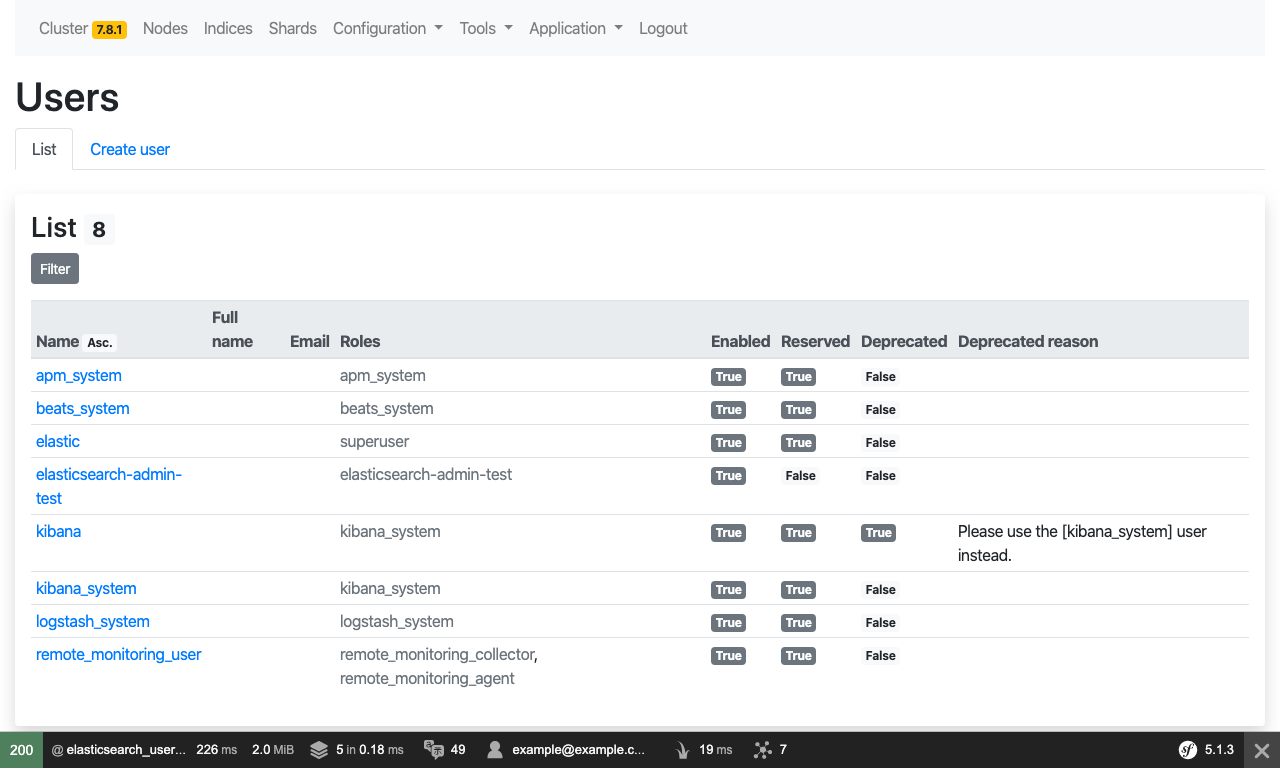 Cluster 7.8.1 Nodes Indices Shards Configuration Tools Application Logout
Users
List Create user
List 8
Filter
Name Asc. Full name Email Roles Enabled Reserved Deprecated Deprecated reason
apm_system apm_system True True False
beats_system beats_system True True False
elastic superuser True True False
elasticsearch-admin- elasticsearch-admin-test True False False
test
kibana kibana_system True True True Please use the [kibana_system] user
instead.
kibana_system kibana_system True True False
logstash_system logstash_system True True False
remote_monitoring_user remote_monitoring_collector, True True False
remote_monitoring_agent
200 @ elasticsearch_user... 226 ms 2.0 MiB 5 in 0.18 ms 49 example@example.c... 19 ms 7 5.1.3